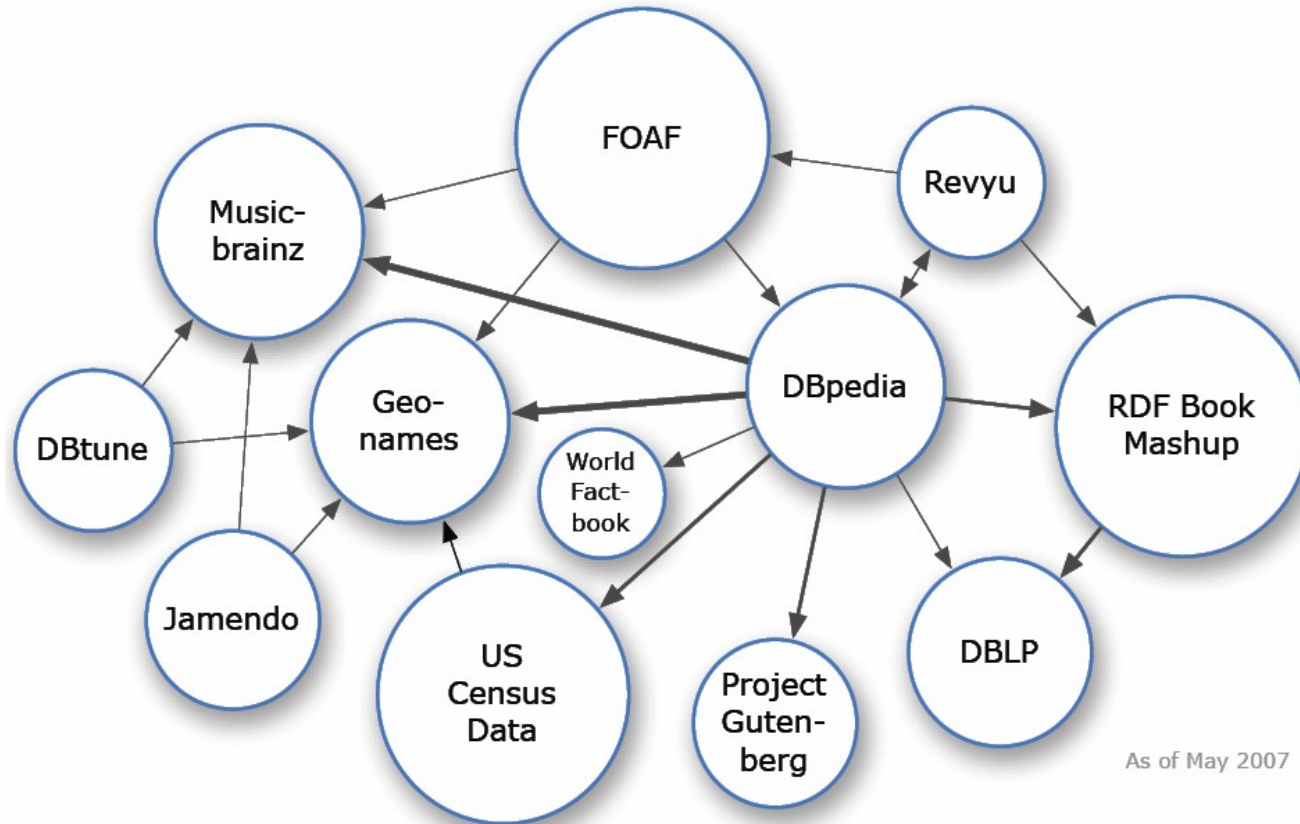 FOAF
Revyu
Music-
brainz
DBpedia
Geo-
names
RDF Book
Mashup
DBtune
World
Fact-
book
Jamendo
US
Census
Data
Project
Guten-
berg
DBLP
As of May 2007